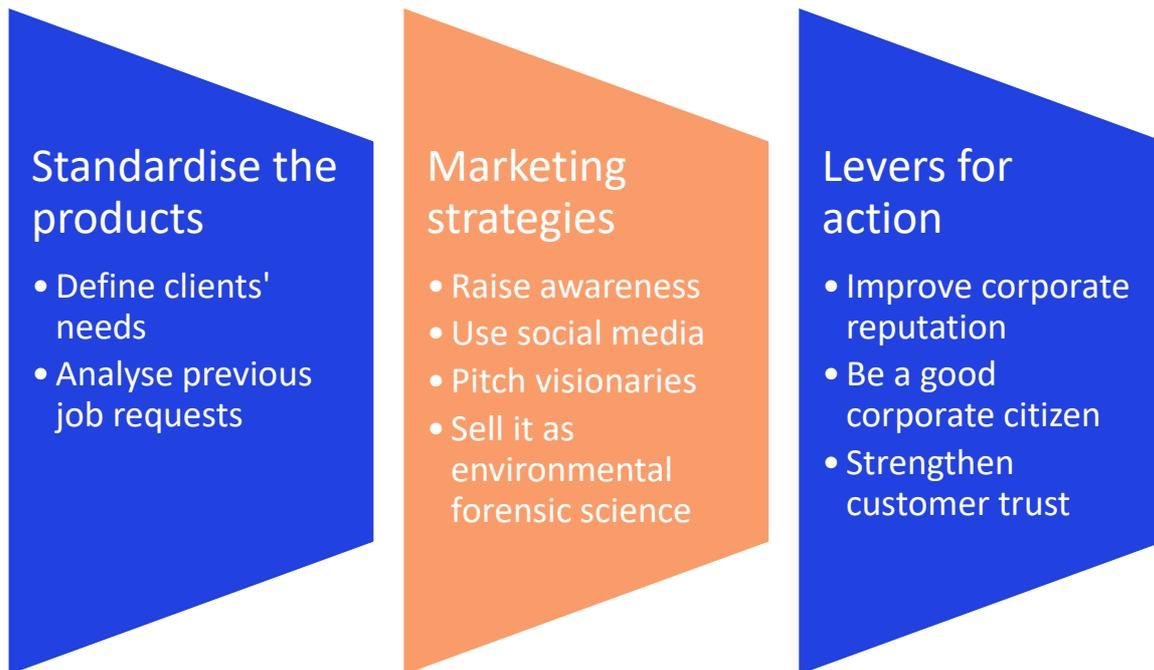 Standardise the
products
• Define clients'
needs
• Analyse previous
job requests
Marketing
strategies
• Raise awareness
• Use social media
• Pitch visionaries
• Sell it as
environmental
forensic science
Levers for
action
• Improve corporate
reputation
• Be a good
corporate citizen
• Strengthen
customer trust